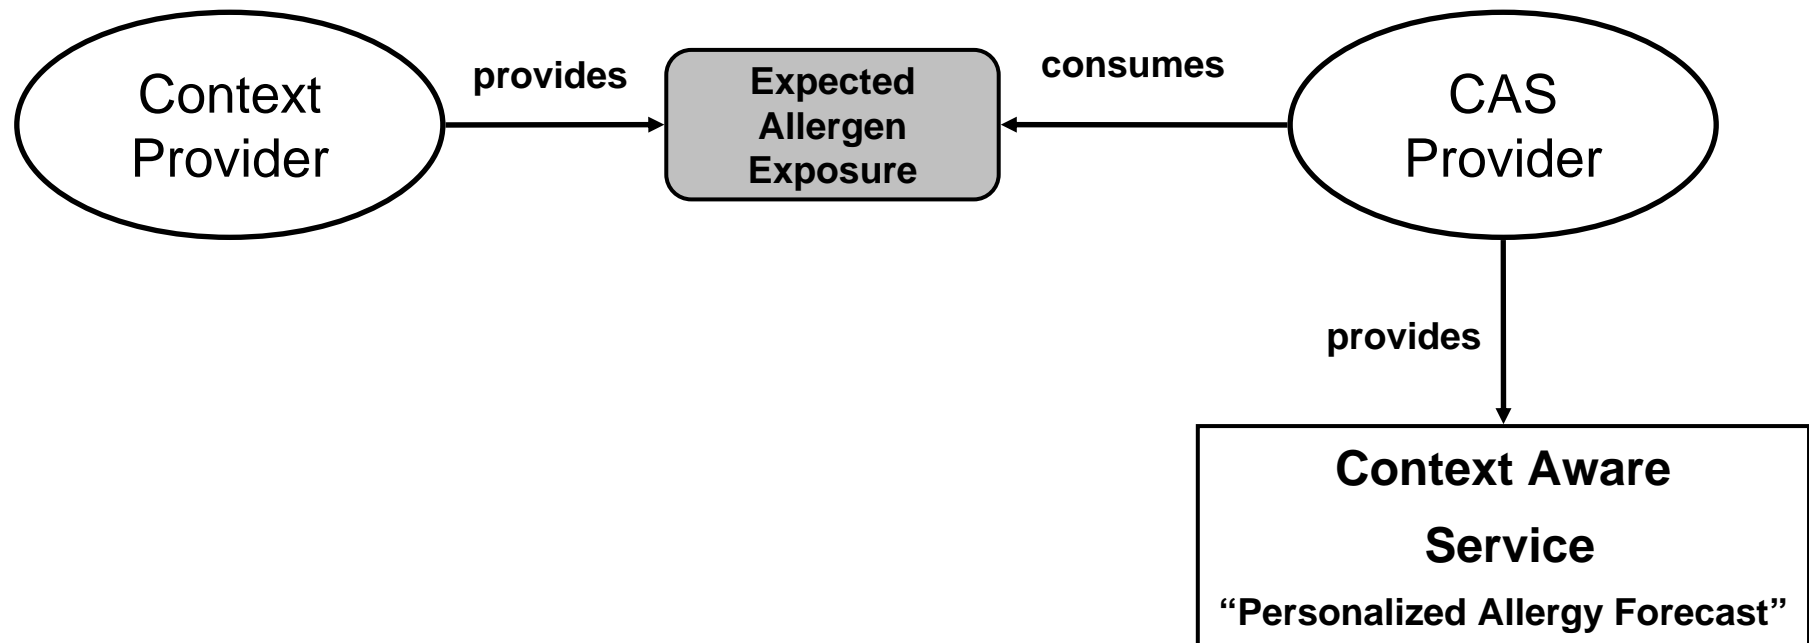 Context
Provider
provides
Expected
Allergen
Exposure
consumes
CAS
Provider
provides
Context Aware
Service
“Personalized Allergy Forecast”